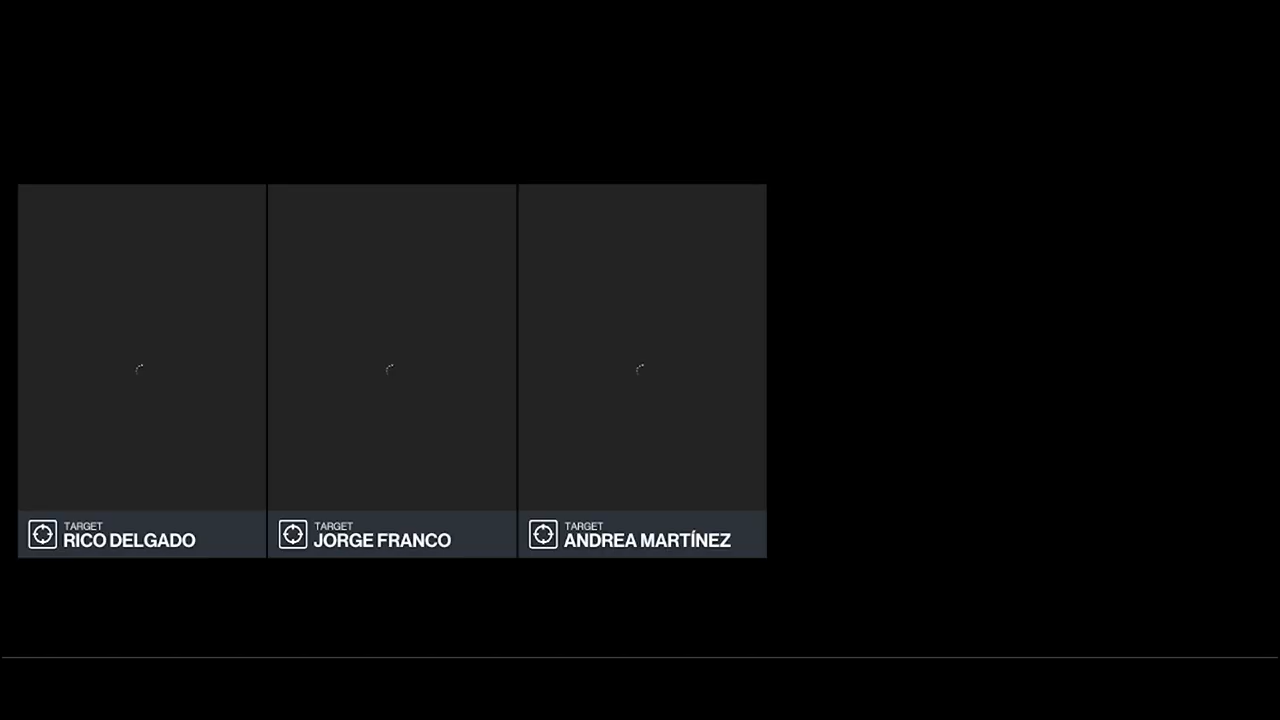 TARGET
RICO DELGADO
TARGET
JORGE FRANCO
TARGET
ANDREA MARTÍNEZ